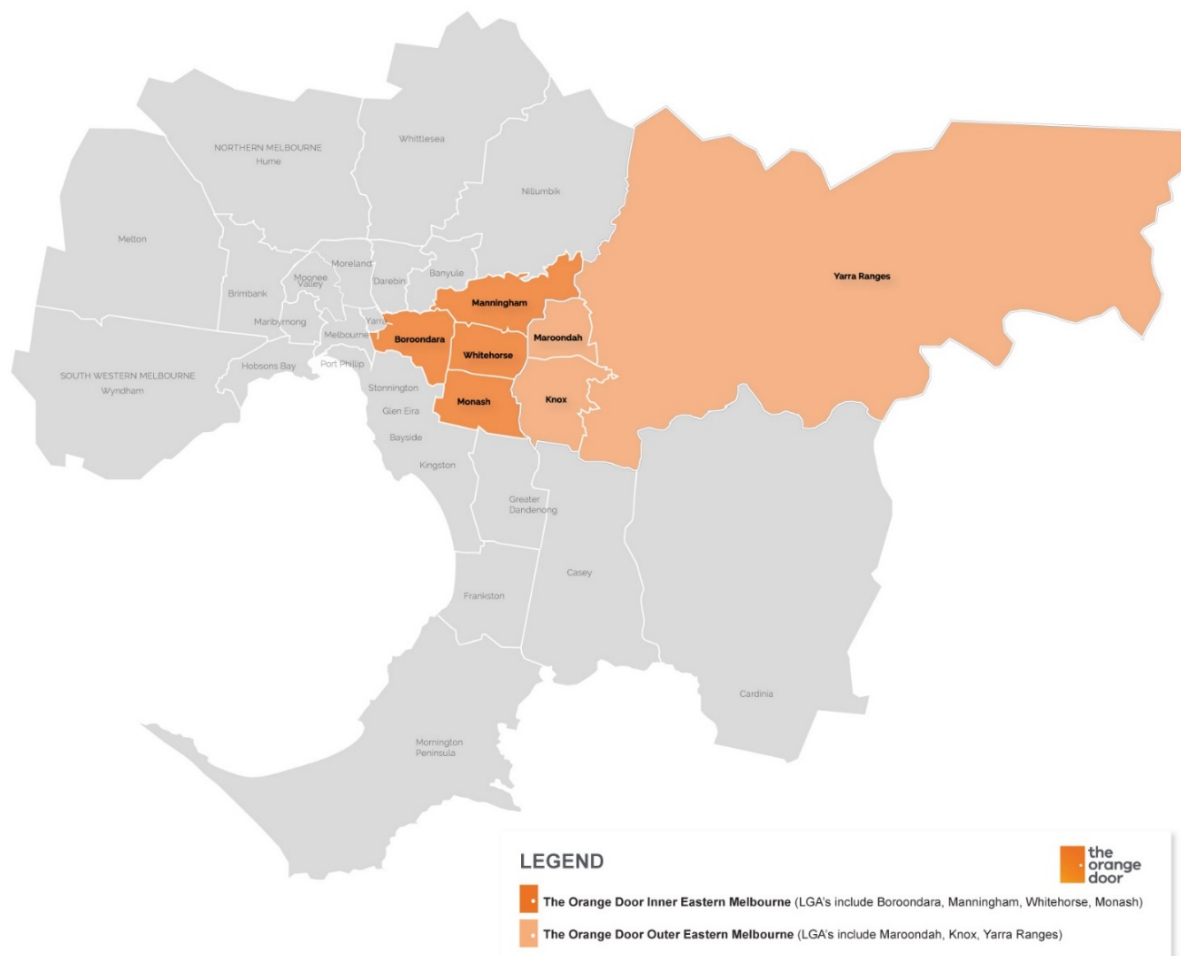 Whittlesea
NORTHERN MELBOURNE
Hume
Nillumbik
Melton
Moreland
Banyule
Darebin
Moonee
Valley
Yarra Ranges
Brimbank
Manningham
Maribyrnong
Yarra
Melbourne
Boroondara
Maroondah
Whitehorse
Hobsons Bay
Port Phillip
SOUTH WESTERN MELBOURNE
Wyndham
Stonnington
Monash
Knox
Glen Eira
Bayside
Kingston
Greater
Dandenong
Casey
Frankston
Cardinia
Mornington
Peninsula
LEGEND
the
orange
door
The Orange Door Inner Eastern Melbourne (LGA's include Boroondara, Manningham, Whitehorse, Monash)
The Orange Door Outer Eastern Melbourne (LGA's include Maroondah, Knox, Yarra Ranges)